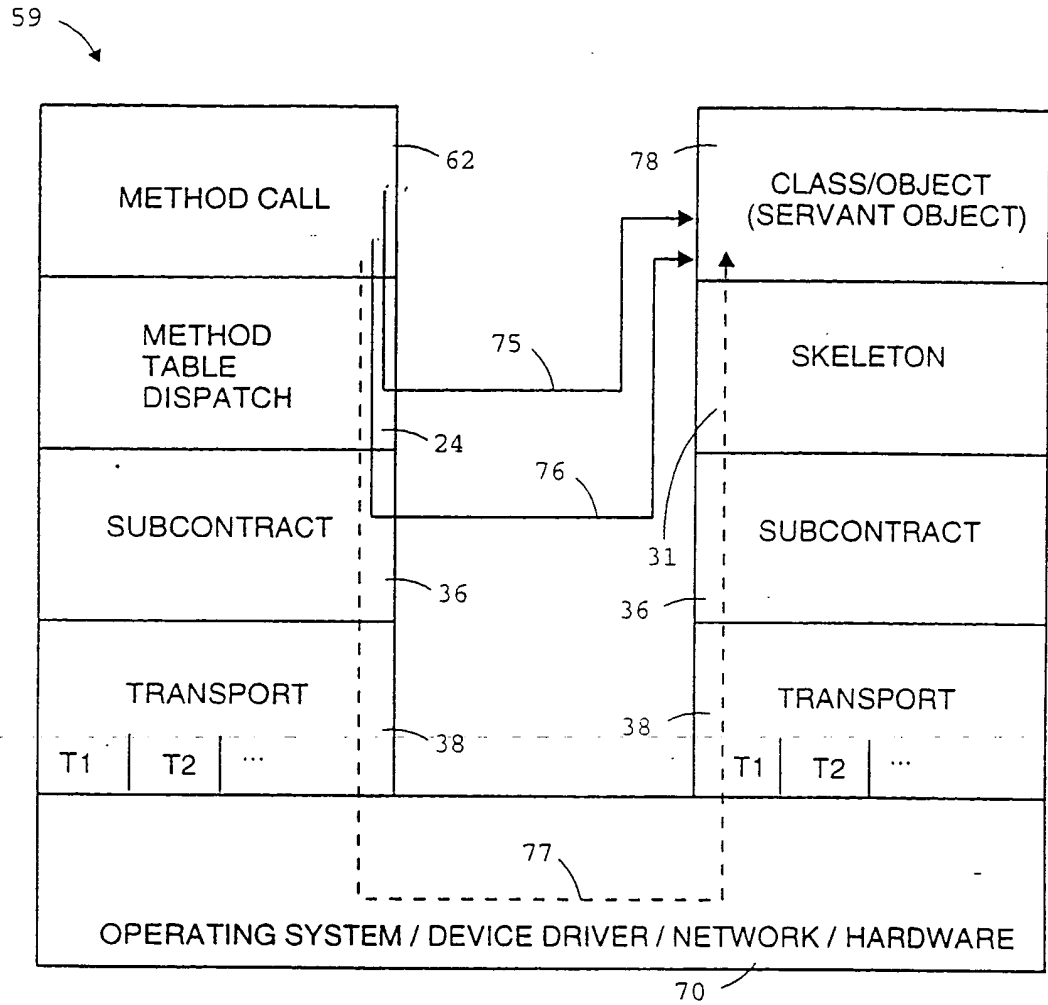 59
62
78
METHOD CALL
CLASS/OBJECT
(SERVANT OBJECT)
METHOD
TABLE
DISPATCH
75
SKELETON
24
76
31
SUBCONTRACT
SUBCONTRACT
36
36
TRANSPORT
TRANSPORT
38
38
T1 T2 ...
T1 T2 ...
77
OPERATING SYSTEM / DEVICE DRIVER / NETWORK / HARDWARE
70